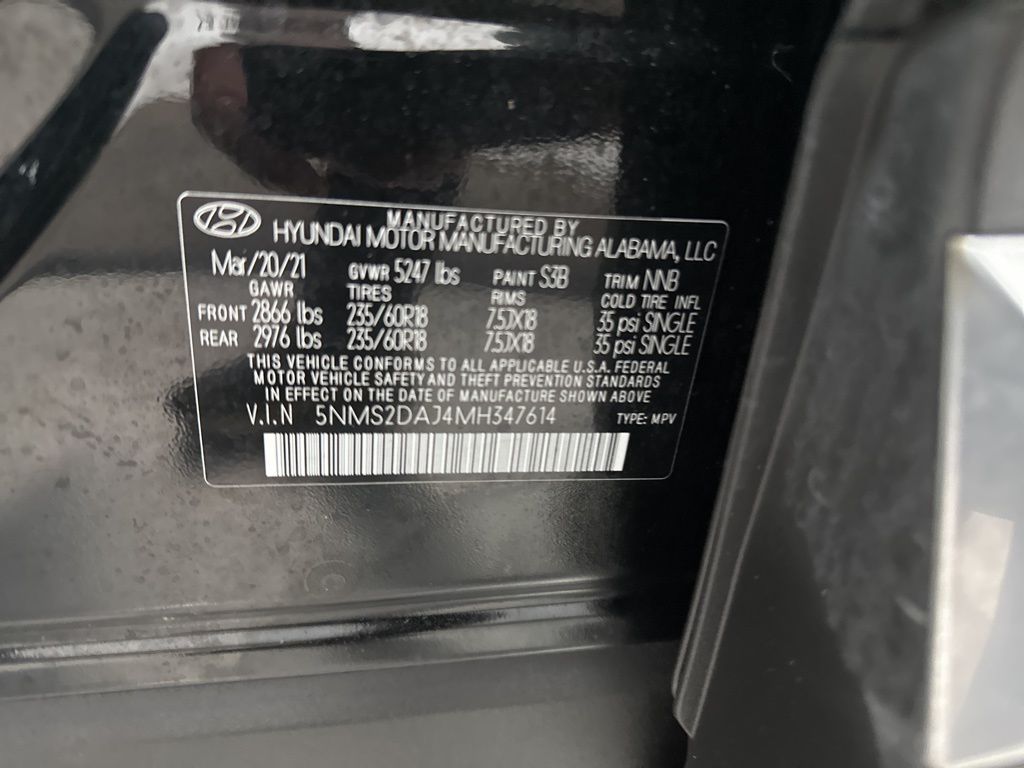 MANUFACTURED BY
HYUNDAI MOTOR MANUFACTURING ALABAMA, LLC
Mar/20/21 GVWR 5247 lbs PAINT S3B TRIM NNB
GAWR TIRES RIMS COLD TIRE INFL
FRONT 2866 lbs 235/60R18 7.5JX18 35 psi SINGLE
REAR 2976 lbs 235/60R18 7.5JX18 35 psi SINGLE
THIS VEHICLE CONFORMS TO ALL APPLICABLE U.S.A. FEDERAL
MOTOR VEHICLE SAFETY AND THEFT PREVENTION STANDARDS
IN EFFECT ON THE DATE OF MANUFACTURE SHOWN ABOVE
V.I.N 5NMS2DAJ4MH347614 TYPE: MPV